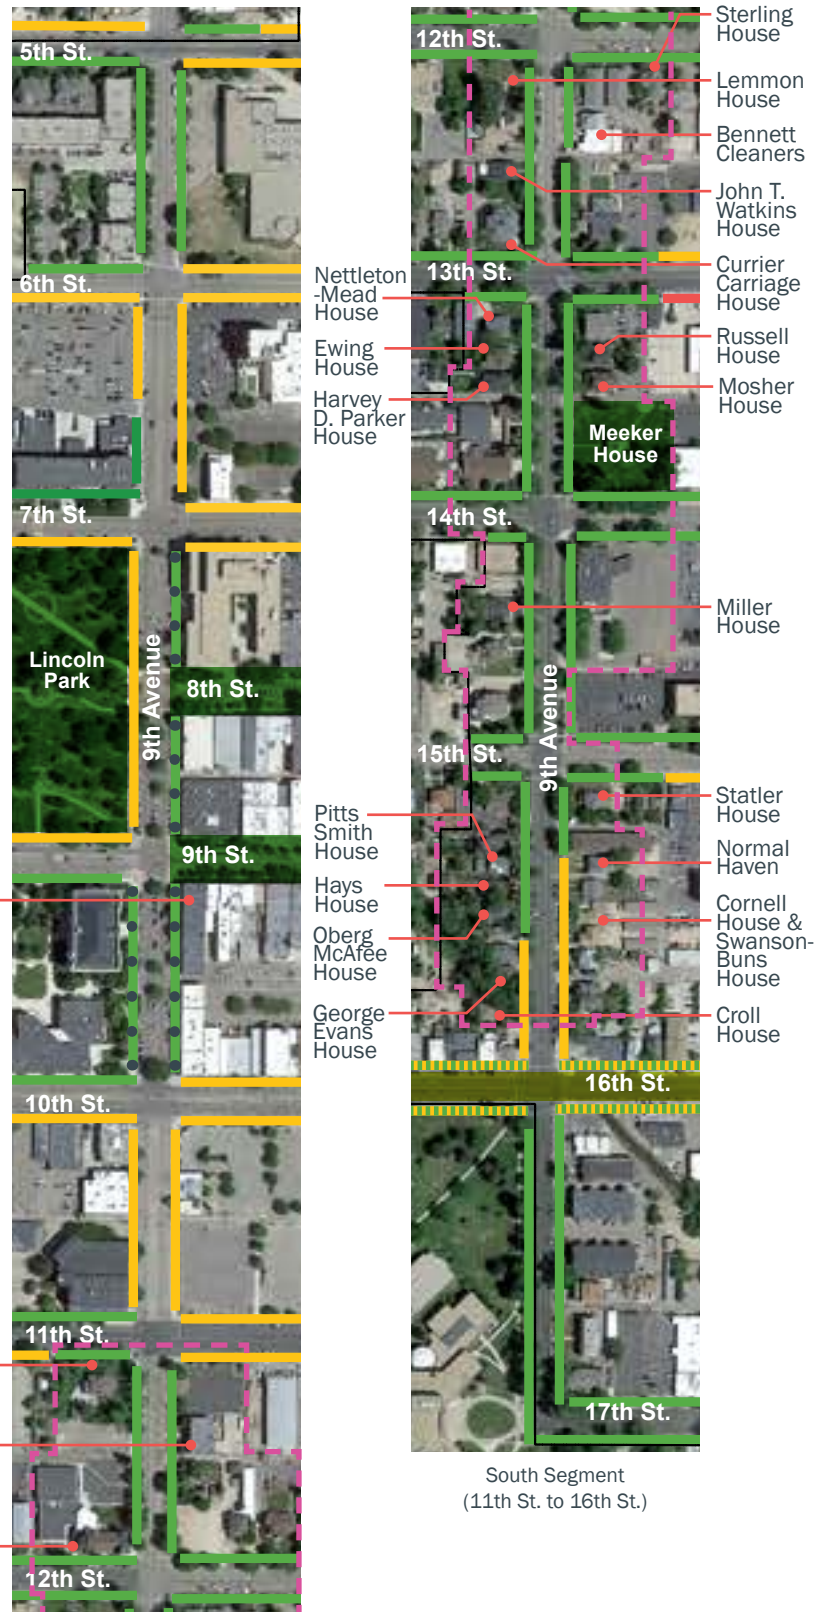 5th St.
6th St.
7th St.
Lincoln
Park
9th Avenue
8th St.
9th St.
10th St.
11th St.
12th St.
Nettleton
-Mead
House
Ewing
House
Harvey
D. Parker
House
Pitts
Smith
House
Hays
House
Oberg
McAfee
House
George
Evans
House
12th St.
13th St.
Meeker
House
14th St.
9th Avenue
15th St.
16th St.
17th St.
Sterling
House
Lemmon
House
Bennett
Cleaners
John T.
Watkins
House
Currier
Carriage
House
Russell
House
Mosher
House
Miller
House
Statler
House
Normal
Haven
Cornell
House &
Swanson-
Buns
House
Croll
House
South Segment
(11th St. to 16th St.)